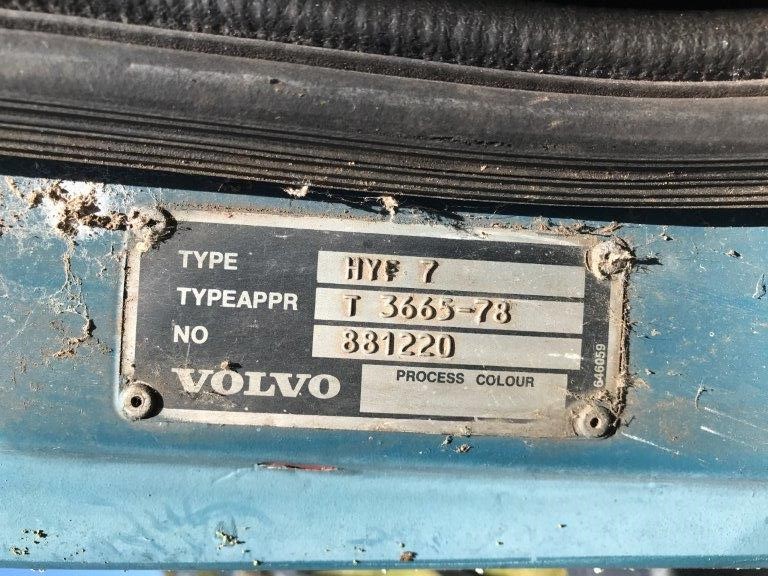 TYPE HYF 7
TYPEAPPR T 3665-78
NO 881220
VOLVO PROCESS COLOUR
646059